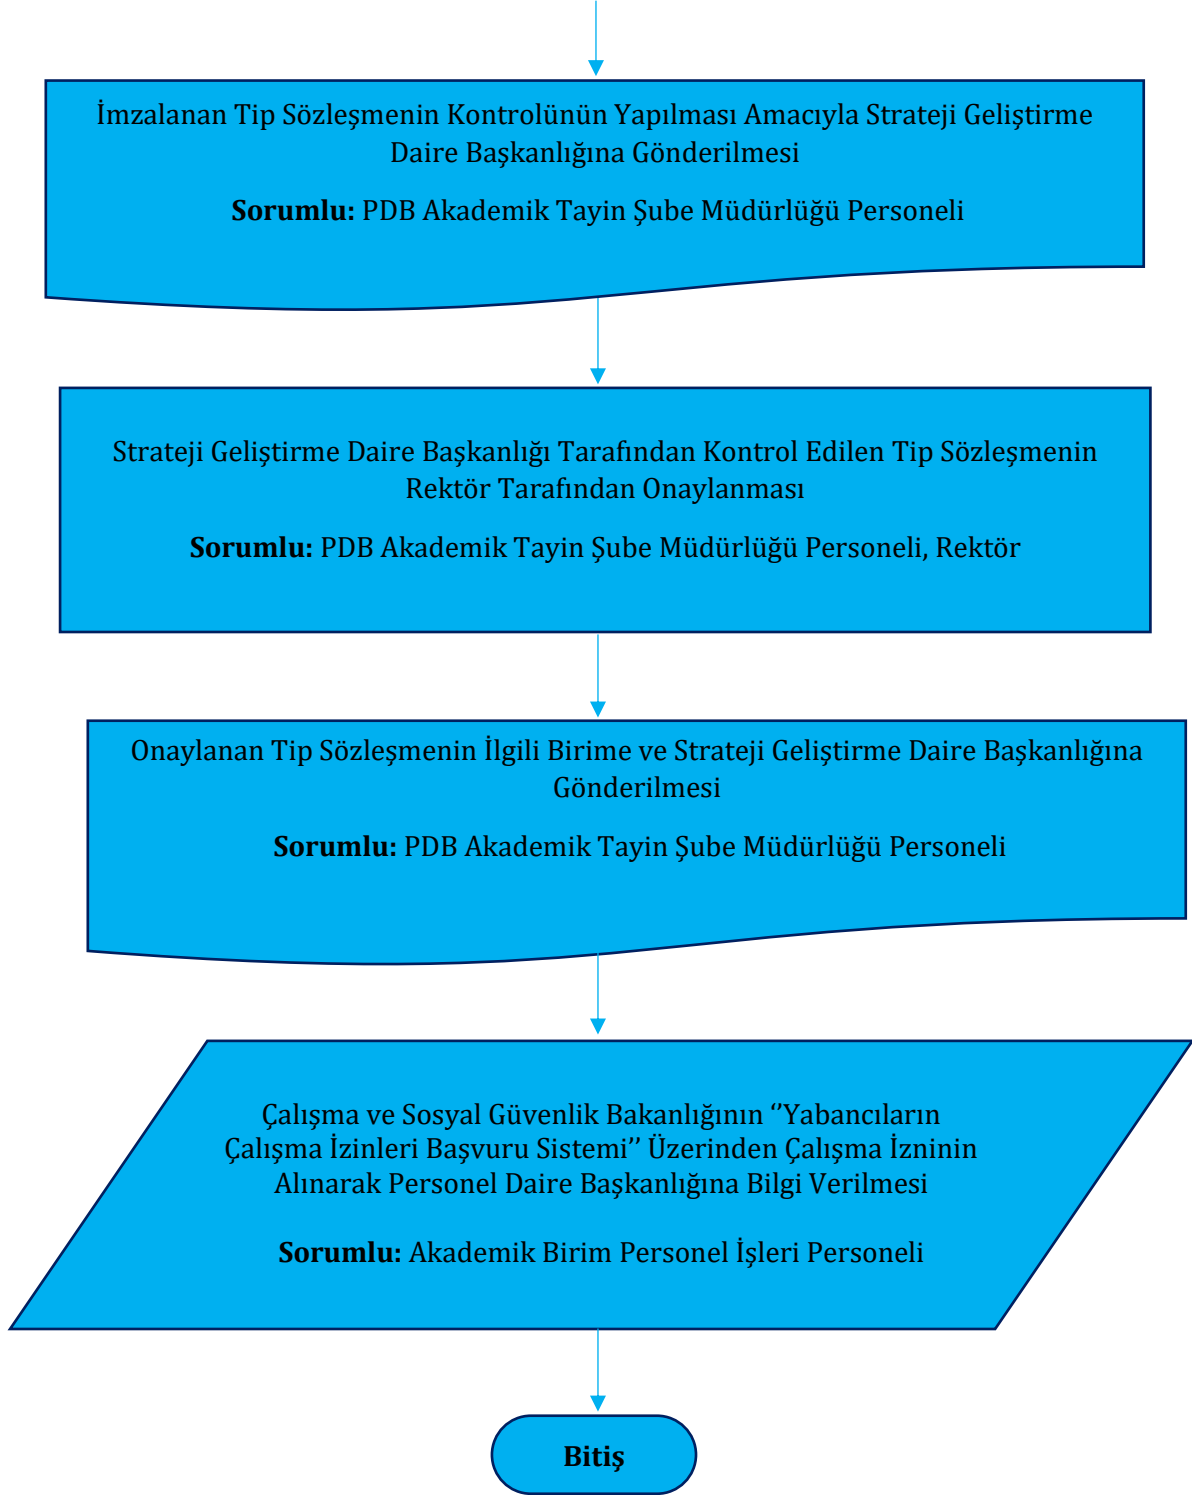 İmzalanan Tip Sözleşmenin Kontrolünün Yapılması Amacıyla Strateji Geliştirme
Daire Başkanlığına Gönderilmesi
Sorumlu: PDB Akademik Tayin Şube Müdürlüğü Personeli
Strateji Geliştirme Daire Başkanlığı Tarafından Kontrol Edilen Tip Sözleşmenin
Rektör Tarafından Onaylanması
Sorumlu: PDB Akademik Tayin Şube Müdürlüğü Personeli, Rektör
Onaylanan Tip Sözleşmenin İlgili Birime ve Strateji Geliştirme Daire Başkanlığına
Gönderilmesi
Sorumlu: PDB Akademik Tayin Şube Müdürlüğü Personeli
Çalışma ve Sosyal Güvenlik Bakanlığının ‘’Yabancıların
Çalışma İzinleri Başvuru Sistemi’’ Üzerinden Çalışma İzninin
Alınarak Personel Daire Başkanlığına Bilgi Verilmesi
Sorumlu: Akademik Birim Personel İşleri Personeli
Bitiş